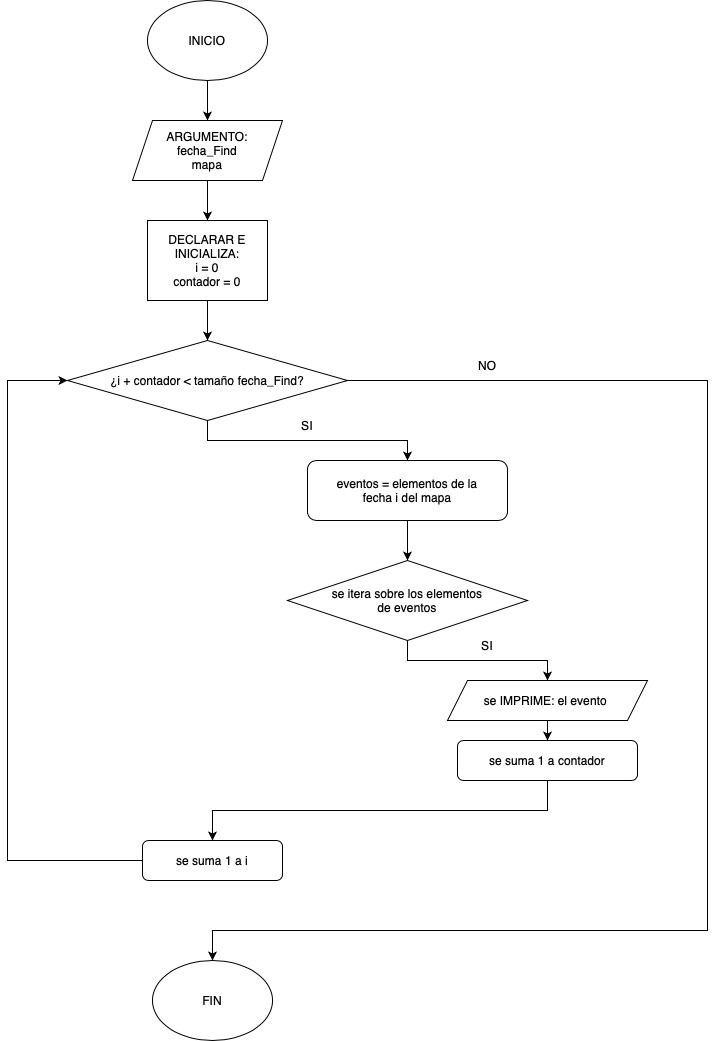 INICIO
ARGUMENTO:
fecha_Find
mapa
DECLARAR E
INICIALIZA:
i = 0
contador = 0
¿i + contador < tamaño fecha_Find?
NO
SI
eventos = elementos de la
fecha i del mapa
se itera sobre los elementos
de eventos
SI
se IMPRIME: el evento
se suma 1 a contador
se suma 1 a i
FIN